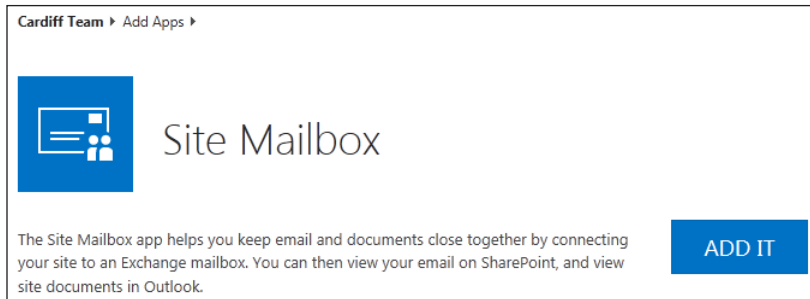 Cardiff Team ▸ Add Apps ▸
Site Mailbox
The Site Mailbox app helps you keep email and documents close together by connecting
your site to an Exchange mailbox. You can then view your email on SharePoint, and view
site documents in Outlook.
ADD IT